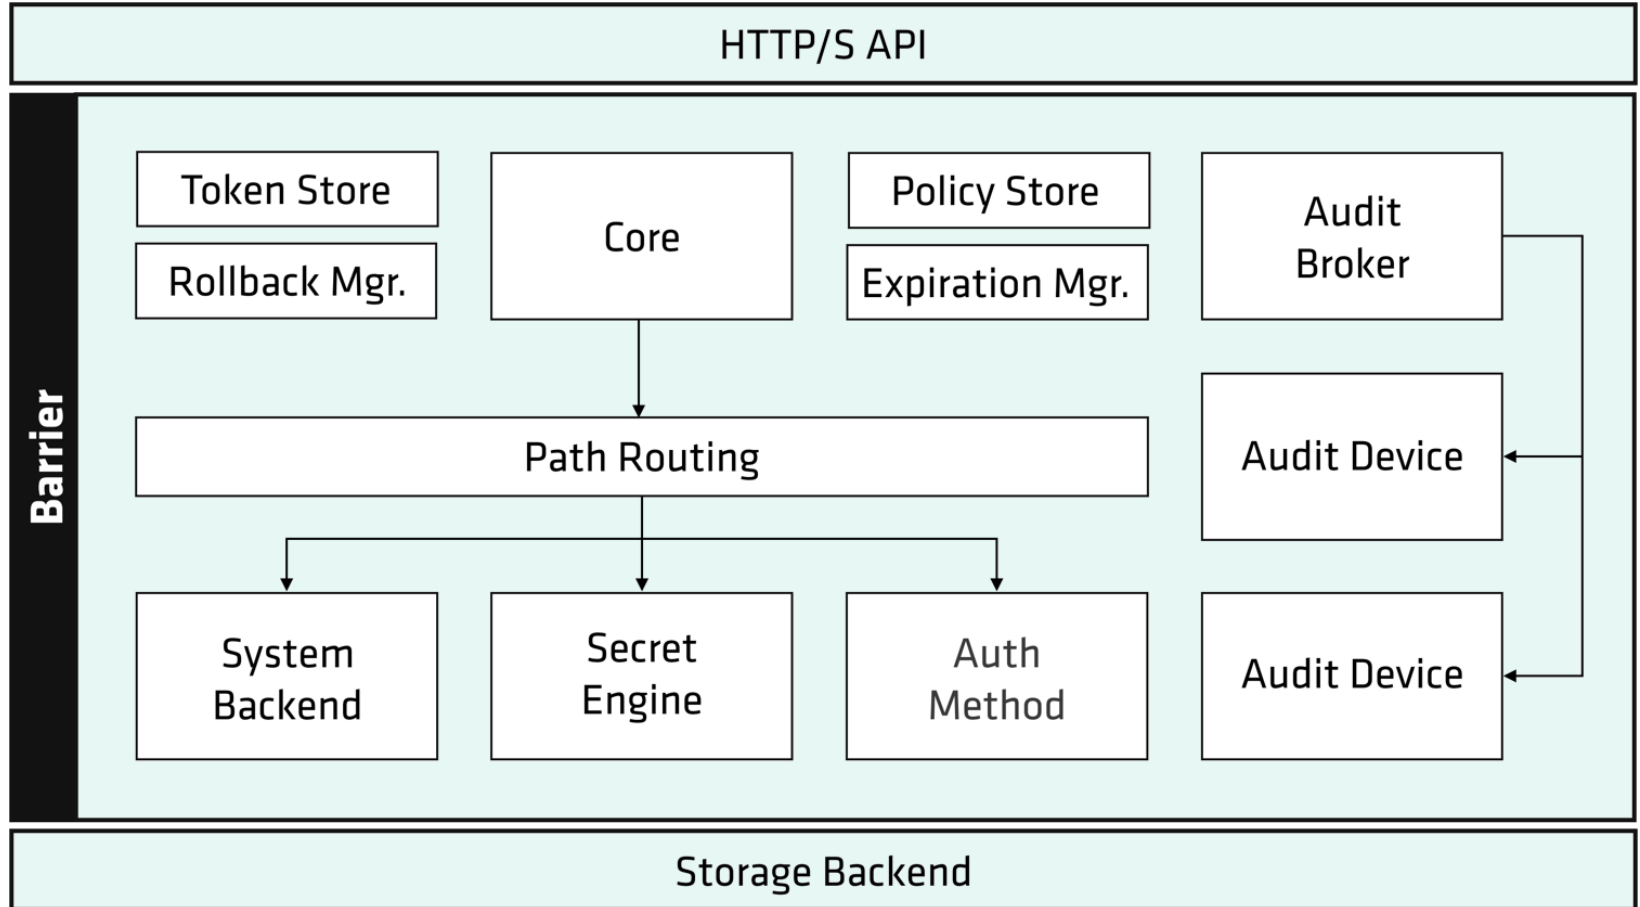 HTTP/S API
Barrier
Token Store
Rollback Mgr.
Core
Policy Store
Expiration Mgr.
Audit
Broker
Path Routing
Audit Device
System
Backend
Secret
Engine
Auth
Method
Audit Device
Storage Backend